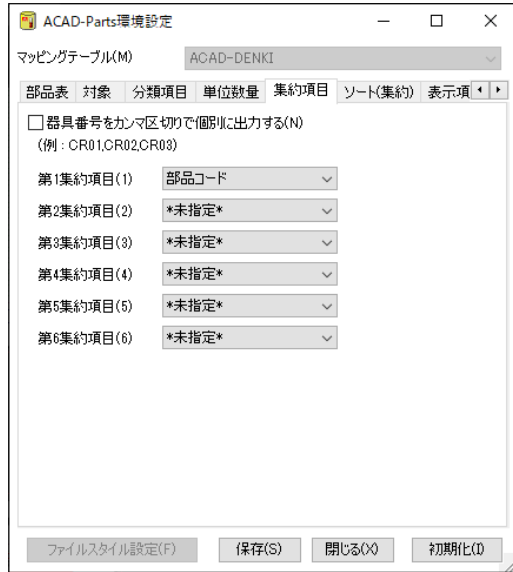 ACAD-Parts環境設定
マッピングテーブル(M) ACAD-DENKI
部品表 対象 分類項目 単位数量 集約項目 ソート(集約) 表示項
器具番号をカンマ区切りで個別に出力する(N)
(例 : CR01,CR02,CR03)
第1集約項目(1) 部品コード
第2集約項目(2) *未指定*
第3集約項目(3) *未指定*
第4集約項目(4) *未指定*
第5集約項目(5) *未指定*
第6集約項目(6) *未指定*
ファイルスタイル設定(F) 保存(S) 閉じる(X) 初期化(I)